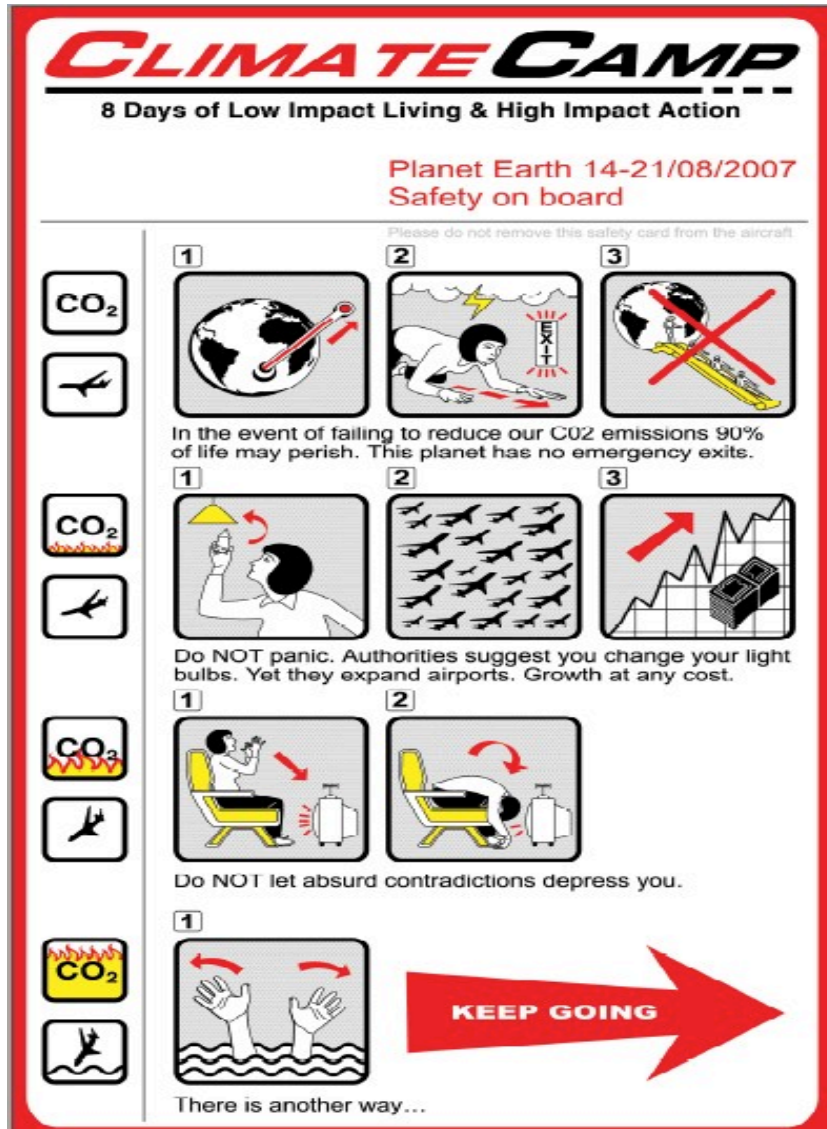 CLIMATE CAMP
8 Days of Low Impact Living & High Impact Action
Planet Earth 14-21/08/2007
Safety on board
Please do not remove this safety card from the aircraft
1 2 3
CO₂
EXIT
In the event of failing to reduce our C02 emissions 90%
of life may perish. This planet has no emergency exits.
1 2 3
CO₂
Do NOT panic. Authorities suggest you change your light
bulbs. Yet they expand airports. Growth at any cost.
1 2
CO₂
Do NOT let absurd contradictions depress you.
1
CO₂
KEEP GOING
There is another way...